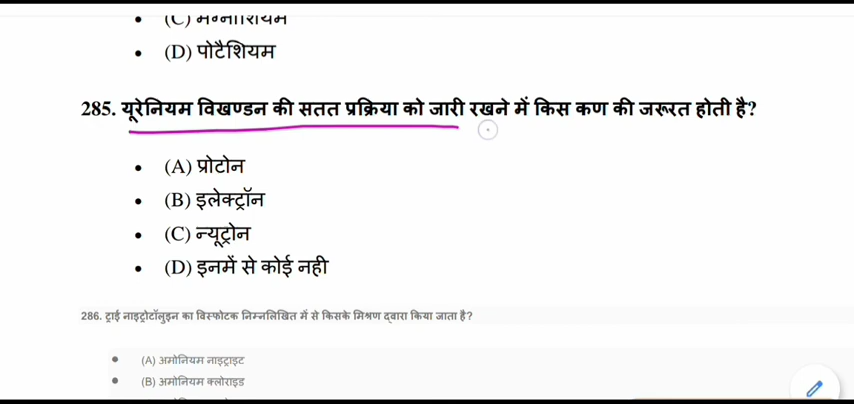 (C) मैग्नीशियम
(D) पोटैशियम
285. यूरेनियम विखण्डन की सतत प्रक्रिया को जारी रखने में किस कण की जरूरत होती है?
(A) प्रोटोन
(B) इलेक्ट्रॉन
(C) न्यूट्रोन
(D) इनमें से कोई नही
286. ट्राई नाइट्रोटॉलुइन का विस्फोटक निम्नलिखित में से किसके मिश्रण द्वारा किया जाता है?
(A) अमोनियम नाइट्राइट
(B) अमोनियम क्लोराइड